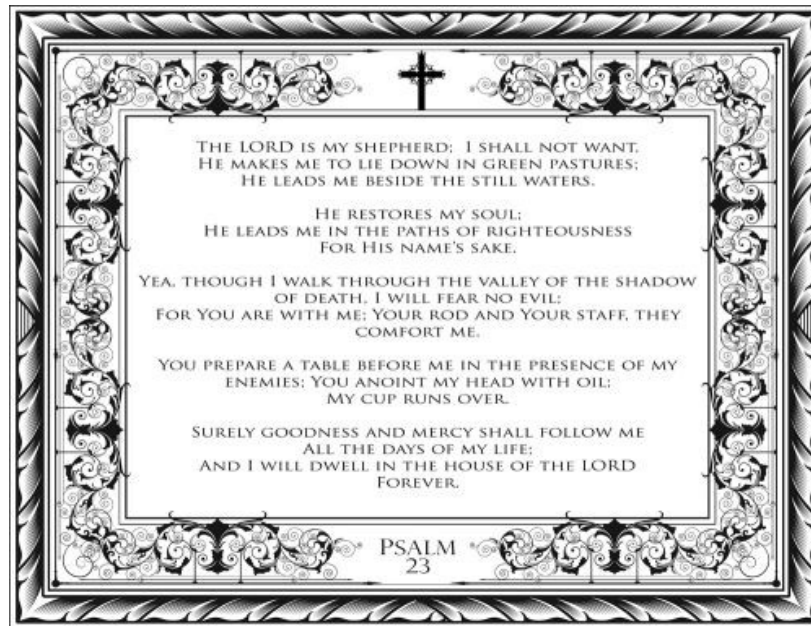 The LORD is my shepherd; I shall not want.
He makes me to lie down in green pastures;
He leads me beside the still waters.
He restores my soul;
He leads me in the paths of righteousness
For His name's sake.
Yea, though I walk through the valley of the shadow
of death, I will fear no evil;
For You are with me; Your rod and Your staff, they
comfort me.
You prepare a table before me in the presence of my
enemies; You anoint my head with oil;
My cup runs over.
Surely goodness and mercy shall follow me
All the days of my life;
And I will dwell in the house of the LORD
Forever.
Psalm
23